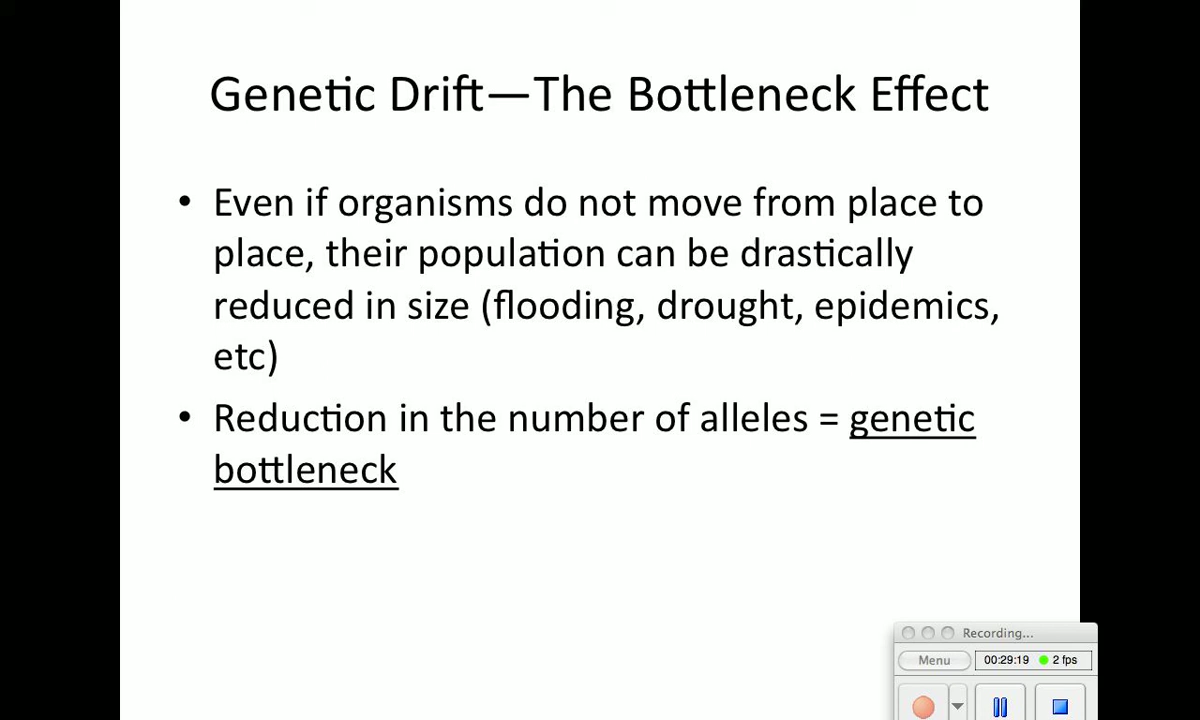 Genetic Drift—The Bottleneck Effect
• Even if organisms do not move from place to
place, their population can be drastically
reduced in size (flooding, drought, epidemics,
etc)
• Reduction in the number of alleles = genetic
bottleneck
Recording...
Menu 00:29:19 2 fps